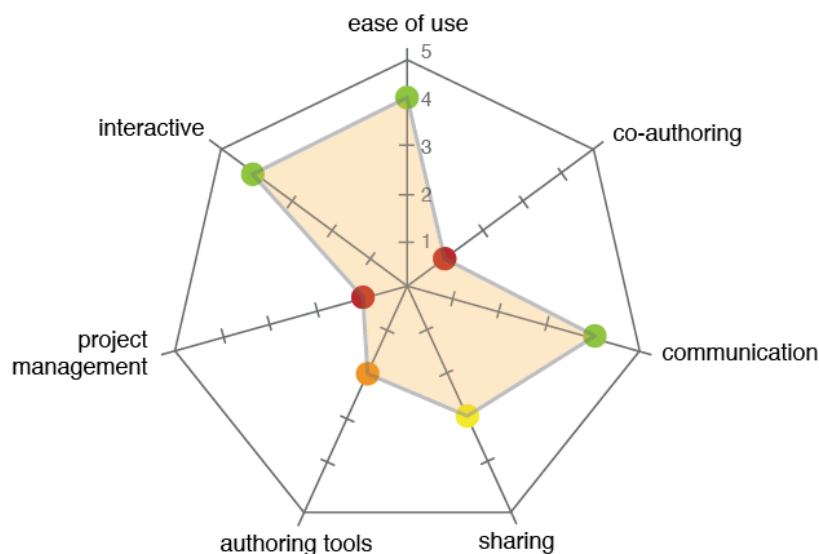 ease of use
5
4
3
2
1
interactive
co-authoring
project
management
communication
authoring tools
sharing